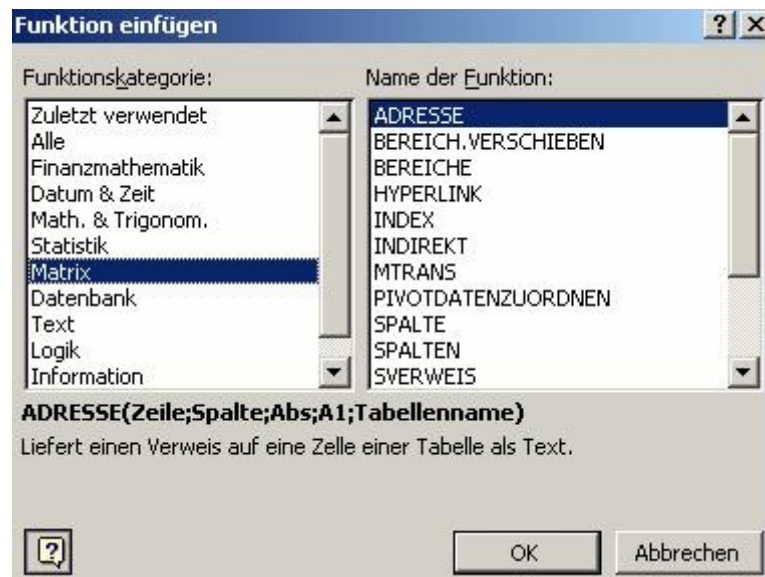 Funktion einfügen
Funktionskategorie:
Zuletzt verwendet
Alle
Finanzmathematik
Datum & Zeit
Math. & Trigonom.
Statistik
Matrix
Datenbank
Text
Logik
Information
Name der Funktion:
ADRESSE
BEREICH.VERSCHIEBEN
BEREICHE
HYPERLINK
INDEX
INDIREKT
MTRANS
PIVOTDATENZUORDNEN
SPALTE
SPALTEN
SVERWEIS
ADRESSE(Zeile;Spalte;Abs;A1;Tabellenname)
Liefert einen Verweis auf eine Zelle einer Tabelle als Text.
OK
Abbrechen